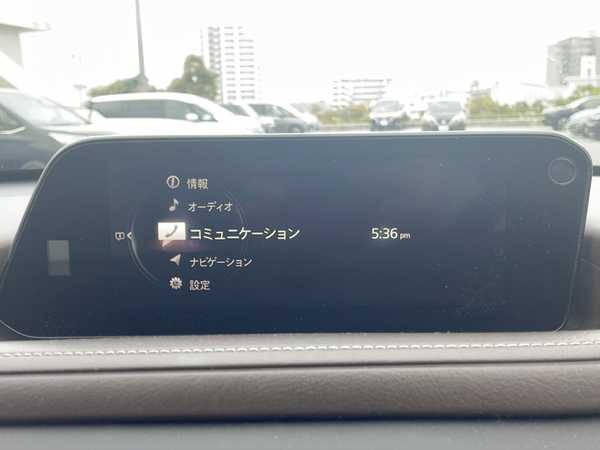 情報
オーディオ
コミュニケーション
5:36 pm
ナビゲーション
設定